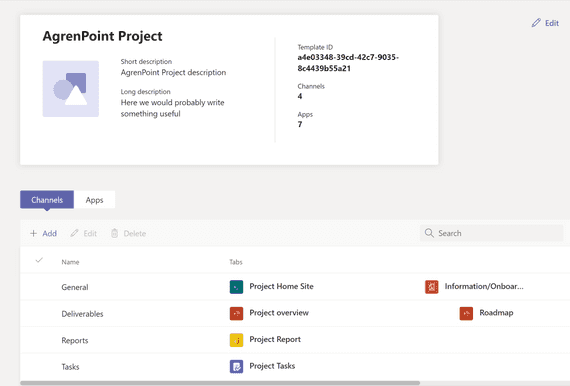 AgrenPoint Project
Edit
Short description
AgrenPoint Project description
Long description
Here we would probably write
something useful
Template ID
a4e03348-39cd-42c7-9035-
8c4439b55a21
Channels
4
Apps
7
Channels Apps
Add Edit Delete Search
Name Tabs
General Project Home Site Information/Onboar...
Deliverables Project overview Roadmap
Reports Project Report
Tasks Project Tasks